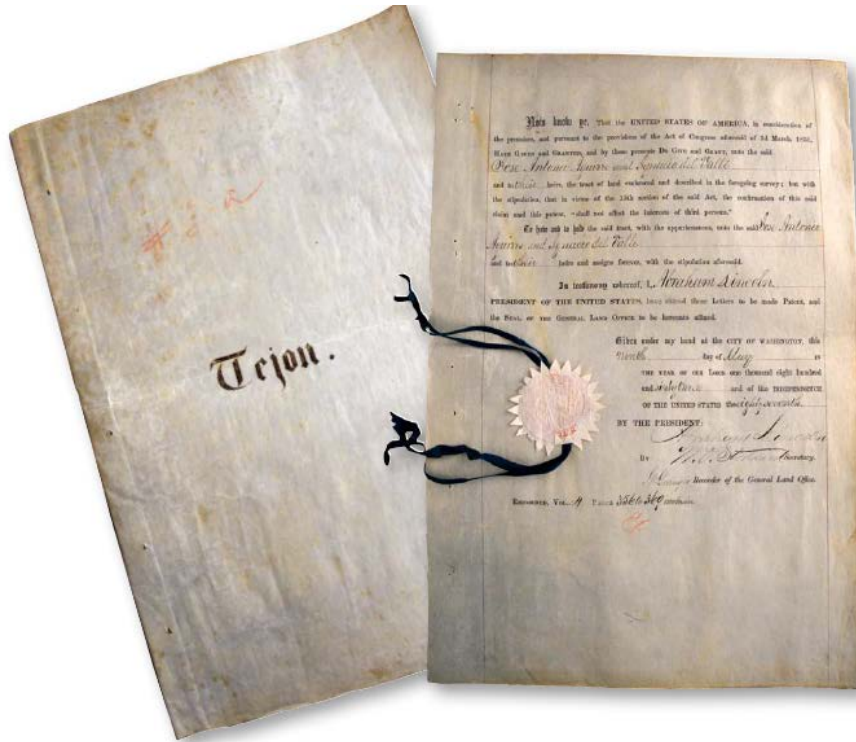 Tejon.
Now know ye, That the UNITED STATES OF AMERICA, in consideration
of the premises, and pursuant to the provisions of the Act of Congress aforesaid of 3d March, 1851,
HAVE GIVEN AND GRANTED, and by these presents DO GIVE AND GRANT, unto the said
Jose Antonio Aguirre and Ygnacio del Valle
and to their heirs, the tract of land embraced and described in the foregoing survey; but with
the stipulation, that in virtue of the 15th section of the said Act, the confirmation of this said
claim and this patent, "shall not affect the interests of third persons."
To have and to hold the said tract, with the appurtenances, unto the said Jose Antonio
Aguirre and Ygnacio del Valle
and to their heirs and assigns forever, with the stipulation aforesaid.
In testimony whereof, I, Abraham Lincoln
PRESIDENT OF THE UNITED STATES, have caused these Letters to be made Patent, and
the SEAL OF THE GENERAL LAND OFFICE to be hereunto affixed.
Given under my hand at the CITY OF WASHINGTON, this
day of May in
THE YEAR OF OUR LORD one thousand eight hundred
and sixty three and of the INDEPENDENCE
OF THE UNITED STATES the eighty seventh
BY THE PRESIDENT: Abraham Lincoln
By Secretary.
Recorder of the General Land Office.
RECORDED, VOL. 4 PAGES 356 to 369 inclusive